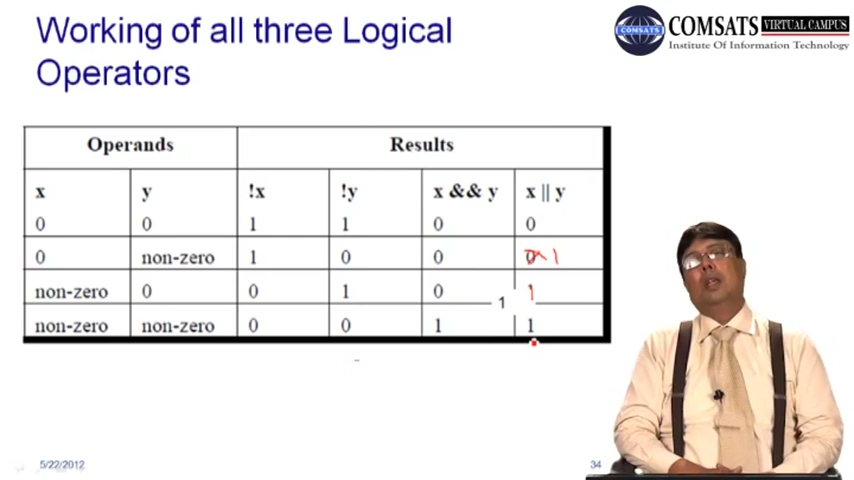 Working of all three Logical
Operators
COMSATS VIRTUAL CAMPUS
COMSATS
Institute Of Information Technology
Operands Results
x y !x !y x && y x || y
0 0 1 1 0 0
0 non-zero 1 0 0 0 1
non-zero 0 0 1 0 1
1
non-zero non-zero 0 0 1 1
5/22/2012 34